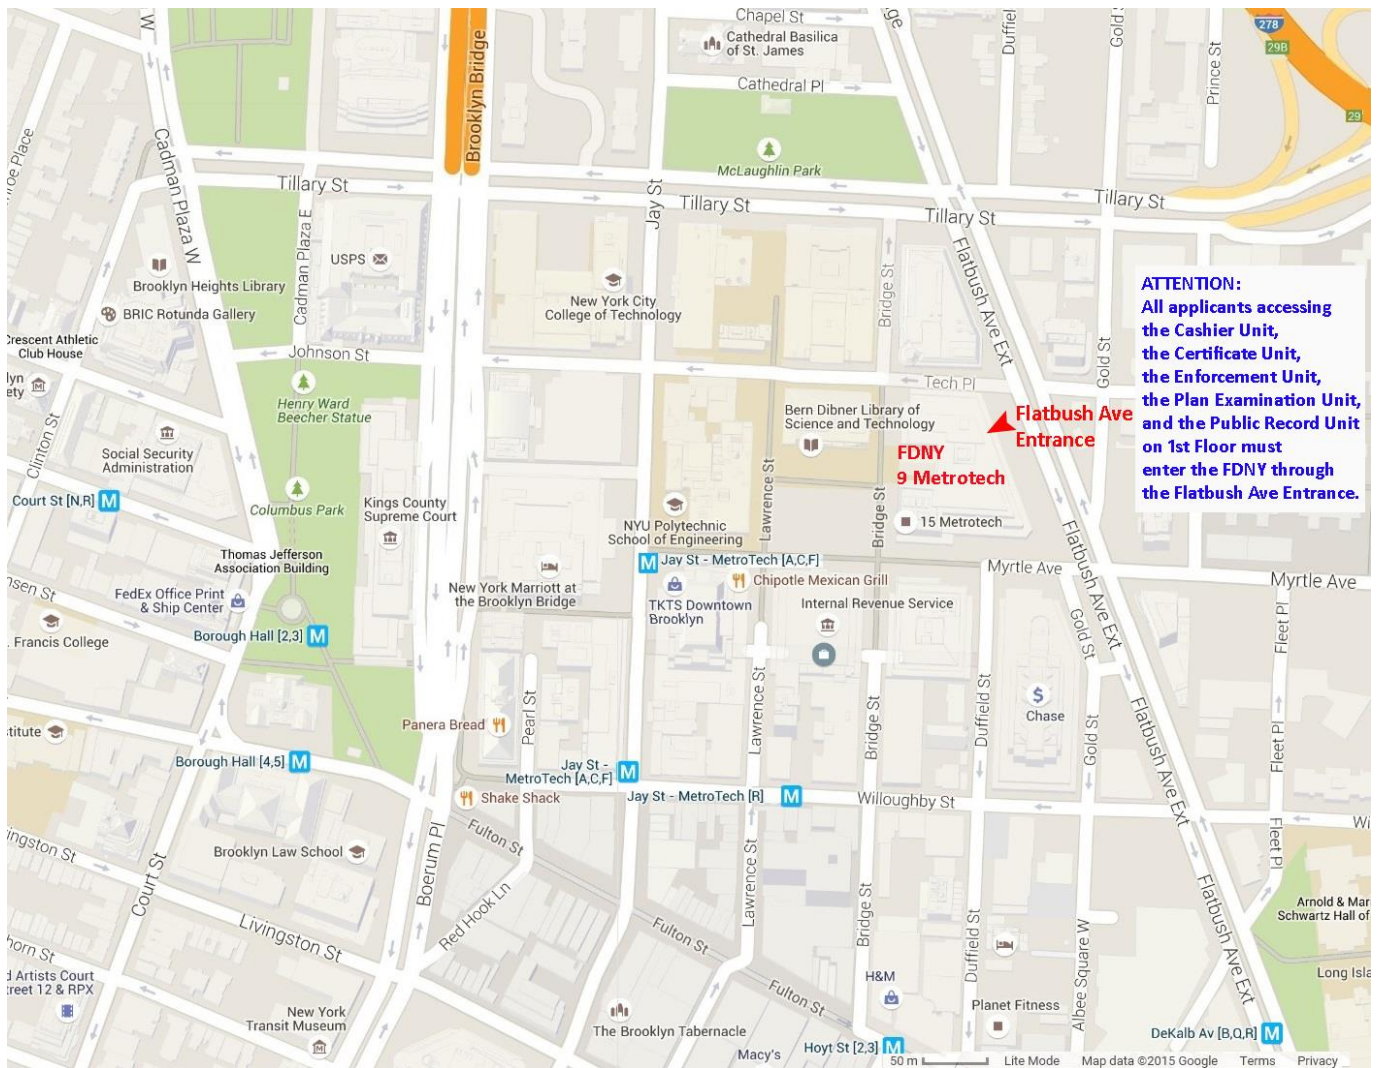 Chapel St
Cathedral Basilica
of St. James
Duffield
Gold St
Prince St
278
29B
29
W
Brooklyn Bridge
Cathedral Pl
McLaughlin Park
Cadman Plaza W
Tillary St
Tillary St
Tillary St
Tillary St
Cadman Plaza E
Jay St
Flatbush Ave Ext
USPS
Brooklyn Heights Library
BRIC Rotunda Gallery
New York City
College of Technology
Bridge St
Crescent Athletic
Club House
Johnson St
Gold St
Tech Pl
Henry Ward
Beecher Statue
ATTENTION:
All applicants accessing
the Cashier Unit,
the Certificate Unit,
the Enforcement Unit,
the Plan Examination Unit,
and the Public Record Unit
on 1st Floor must
enter the FDNY through
the Flatbush Ave Entrance.
Bern Dibner Library of
Science and Technology
Flatbush Ave
Entrance
FDNY
9 Metrotech
Clinton St
Social Security
Administration
Court St [N,R]
Columbus Park
Kings County
Supreme Court
Lawrence St
Bridge St
15 Metrotech
NYU Polytechnic
School of Engineering
Flatbush Ave Ext
Thomas Jefferson
Association Building
Jay St - MetroTech [A,C,F]
Myrtle Ave
Myrtle Ave
New York Marriott at
the Brooklyn Bridge
Chipotle Mexican Grill
TKTS Downtown
Brooklyn
Internal Revenue Service
FedEx Office Print
& Ship Center
Francis College
Borough Hall [2,3]
Gold St
Fleet Pl
Pearl St
Lawrence St
Bridge St
Duffield St
Chase
Gold St
Flatbush Ave Ext
Fleet Pl
Panera Bread
Borough Hall [4,5]
Jay St -
MetroTech [A,C,F]
Jay St - MetroTech [R]
Willoughby St
Shake Shack
Fulton St
Boerum Pl
Brooklyn Law School
Court St
Livingston St
Red Hook Ln
Lawrence St
Bridge St
Fleet Pl
Flatbush Ave Ext
Arnold & Mar
Schwartz Hall of
Fulton St
Duffield St
Albee Square W
d Artists Court
treet 12 & RPX
New York
Transit Museum
H&M
Fulton St
Planet Fitness
Long Isla
The Brooklyn Tabernacle
Macy's
Hoyt St [2,3]
DeKalb Av [B,Q,R]
50 m
Lite Mode
Map data ©2015 Google
Terms
Privacy